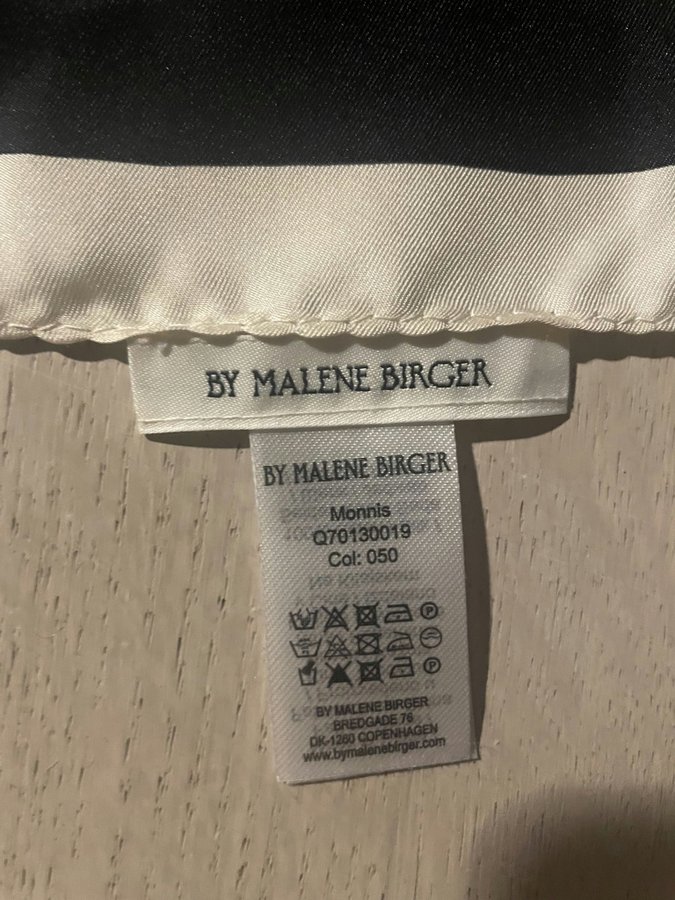 BY MALENE BIRGER
BY MALENE BIRGER
Monnis
Q70130019
Col: 050
BY MALENE BIRGER
BREDGADE 76
DK-1260 COPENHAGEN
www.bymalenebirger.com